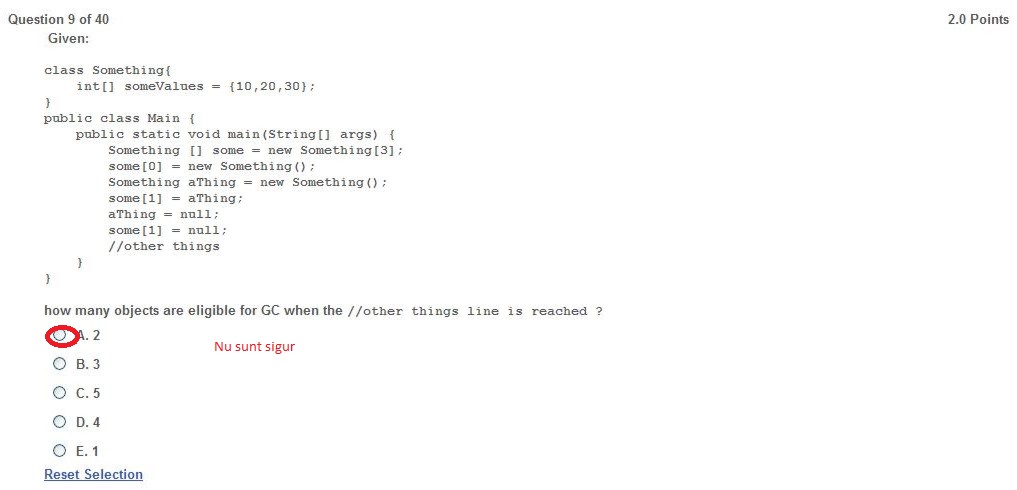 Question 9 of 40
2.0 Points
Given:
class Something{
int[] someValues = {10,20,30};
}
public class Main {
public static void main(String[] args) {
Something [] some = new Something[3];
some[0] = new Something();
Something aThing = new Something();
some[1] = aThing;
aThing = null;
some[1] = null;
//other things
}
}
how many objects are eligible for GC when the //other things line is reached ?
A. 2
Nu sunt sigur
B. 3
C. 5
D. 4
E. 1
Reset Selection